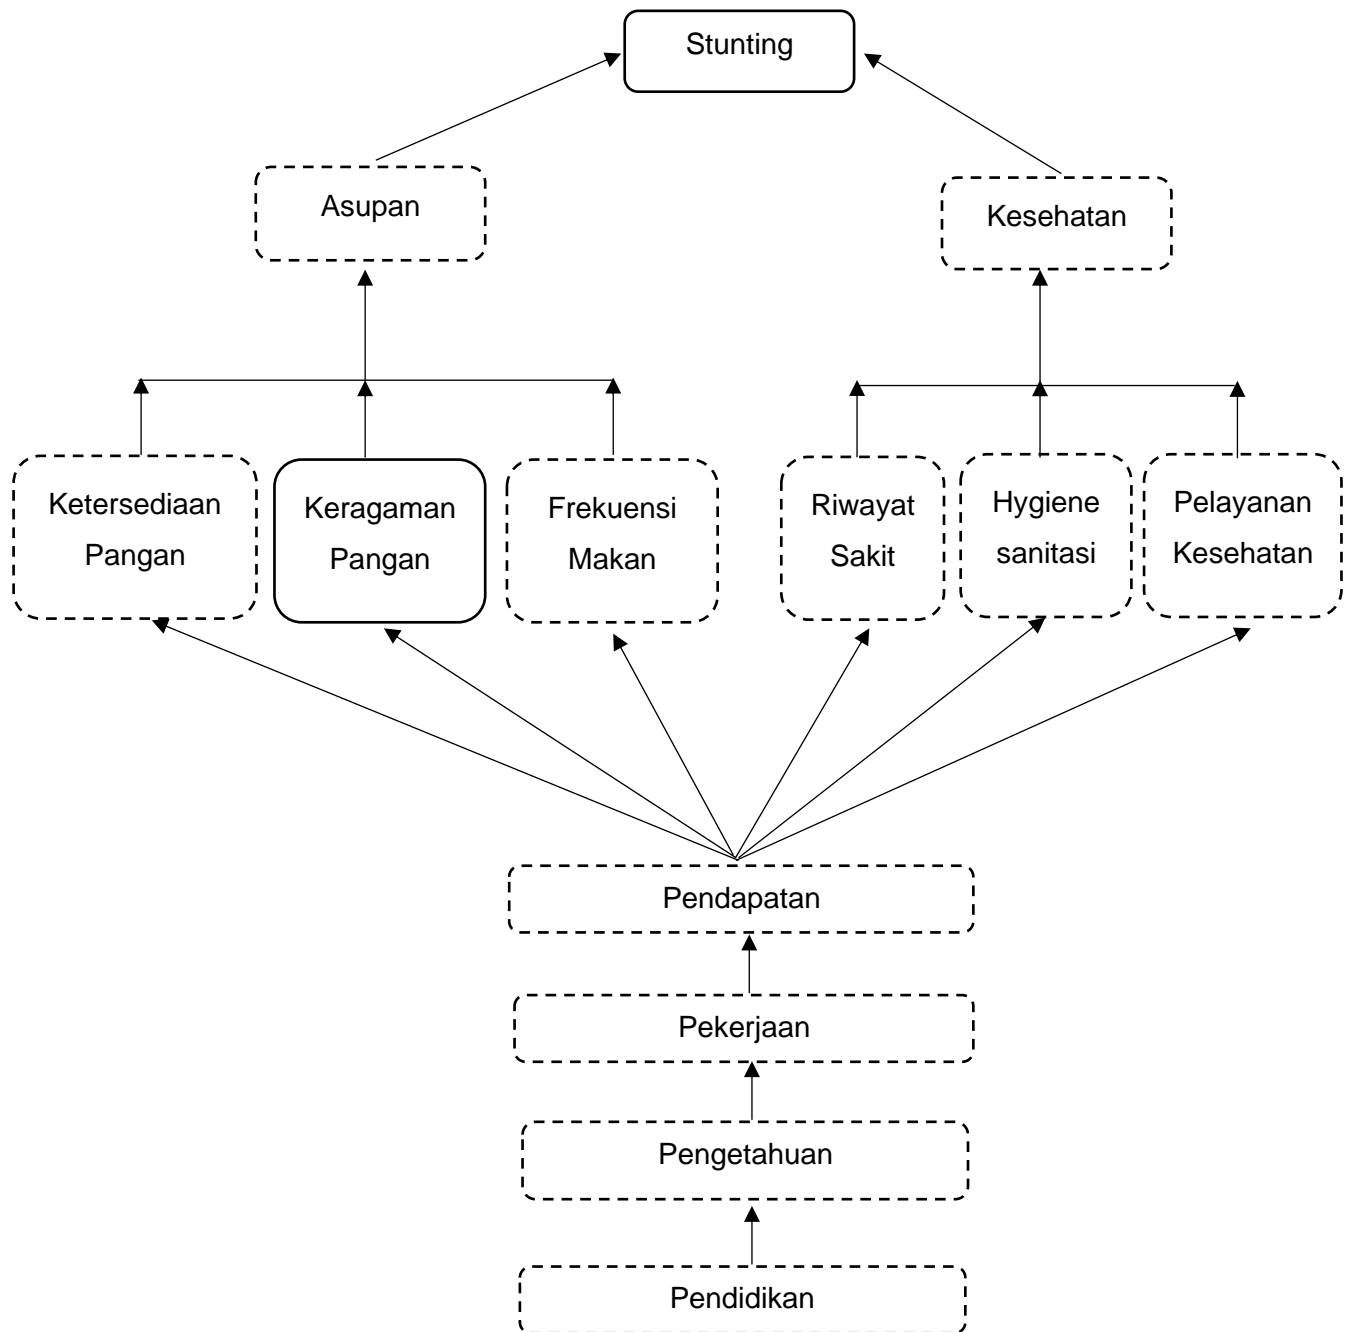 Stunting
Asupan
Kesehatan
Ketersediaan
Pangan
Keragaman
Pangan
Frekuensi
Makan
Riwayat
Sakit
Hygiene
sanitasi
Pelayanan
Kesehatan
Pendapatan
Pekerjaan
Pengetahuan
Pendidikan